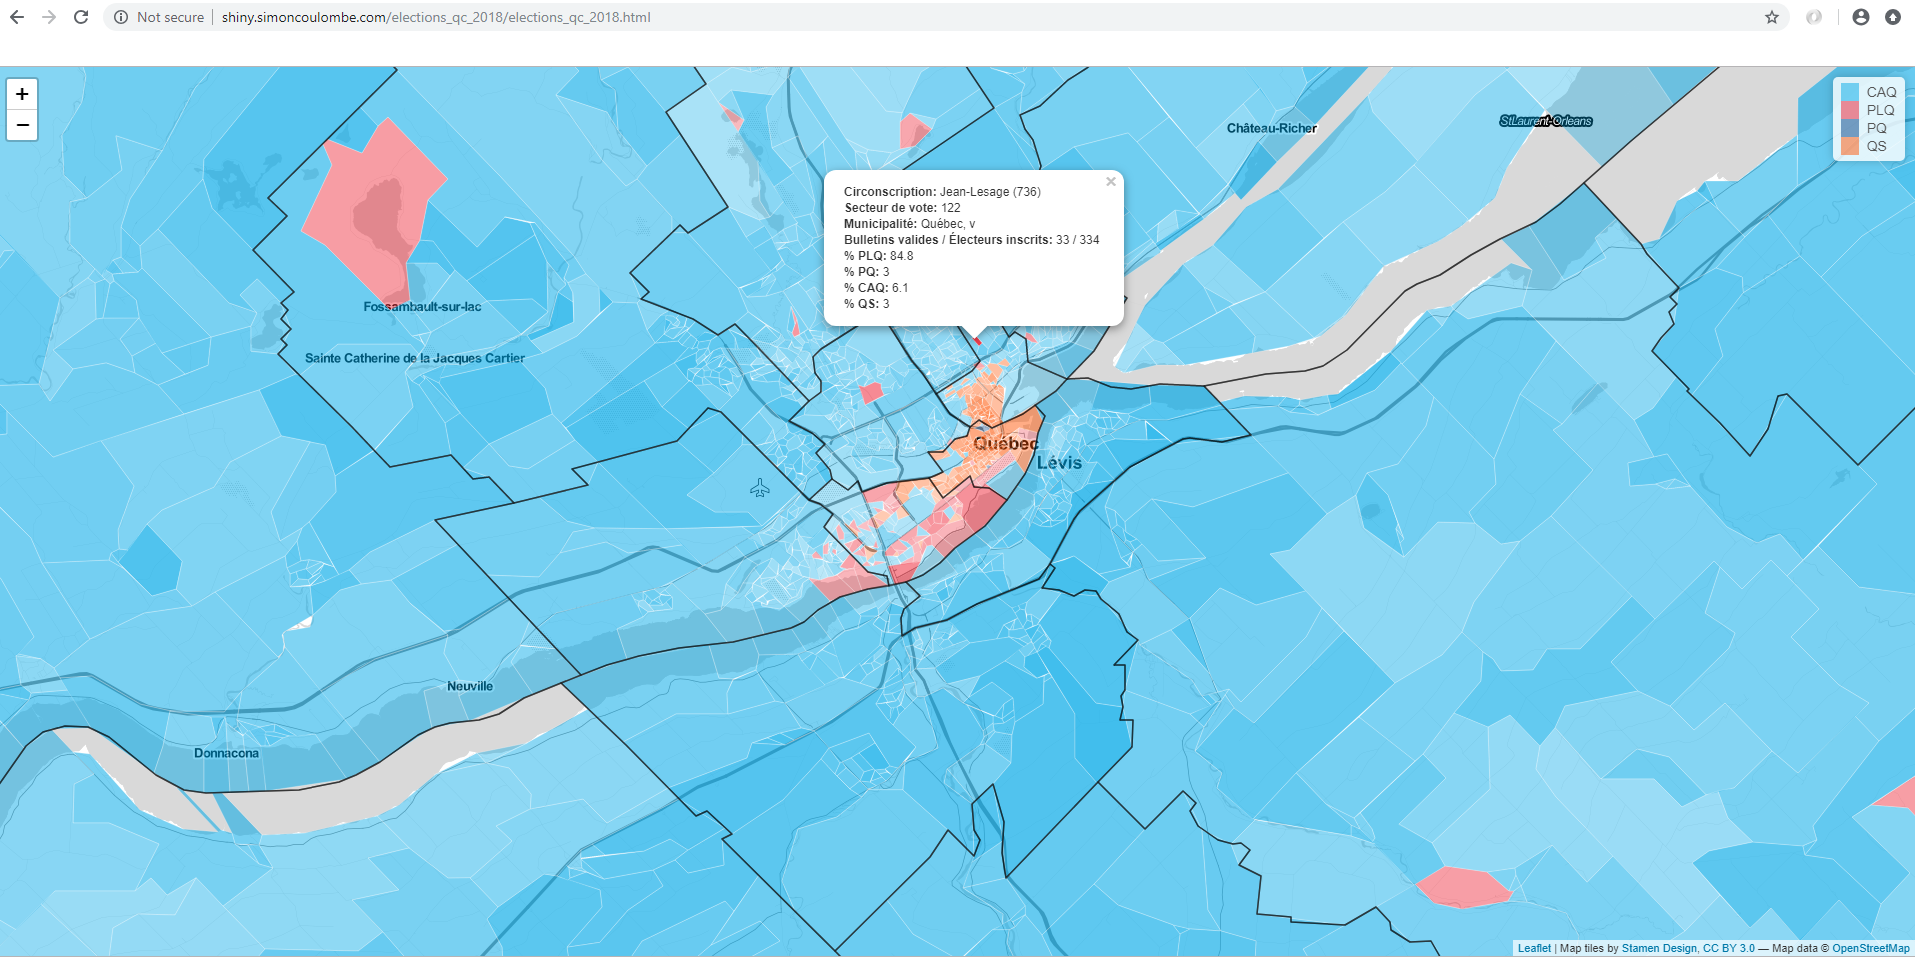 Not secure | shiny.simoncoulombe.com/elections_qc_2018/elections_qc_2018.html
+
−
CAQ
PLQ
PQ
QS
StLaurent-Orleans
Château-Richer
×
Circonscription: Jean-Lesage (736)
Secteur de vote: 122
Municipalité: Québec, v
Bulletins valides / Électeurs inscrits: 33 / 334
% PLQ: 84.8
% PQ: 3
% CAQ: 6.1
% QS: 3
Fossambault-sur-lac
Sainte Catherine de la Jacques Cartier
Québec
Lévis
Neuville
Donnacona
Leaflet | Map tiles by Stamen Design, CC BY 3.0 — Map data © OpenStreetMap